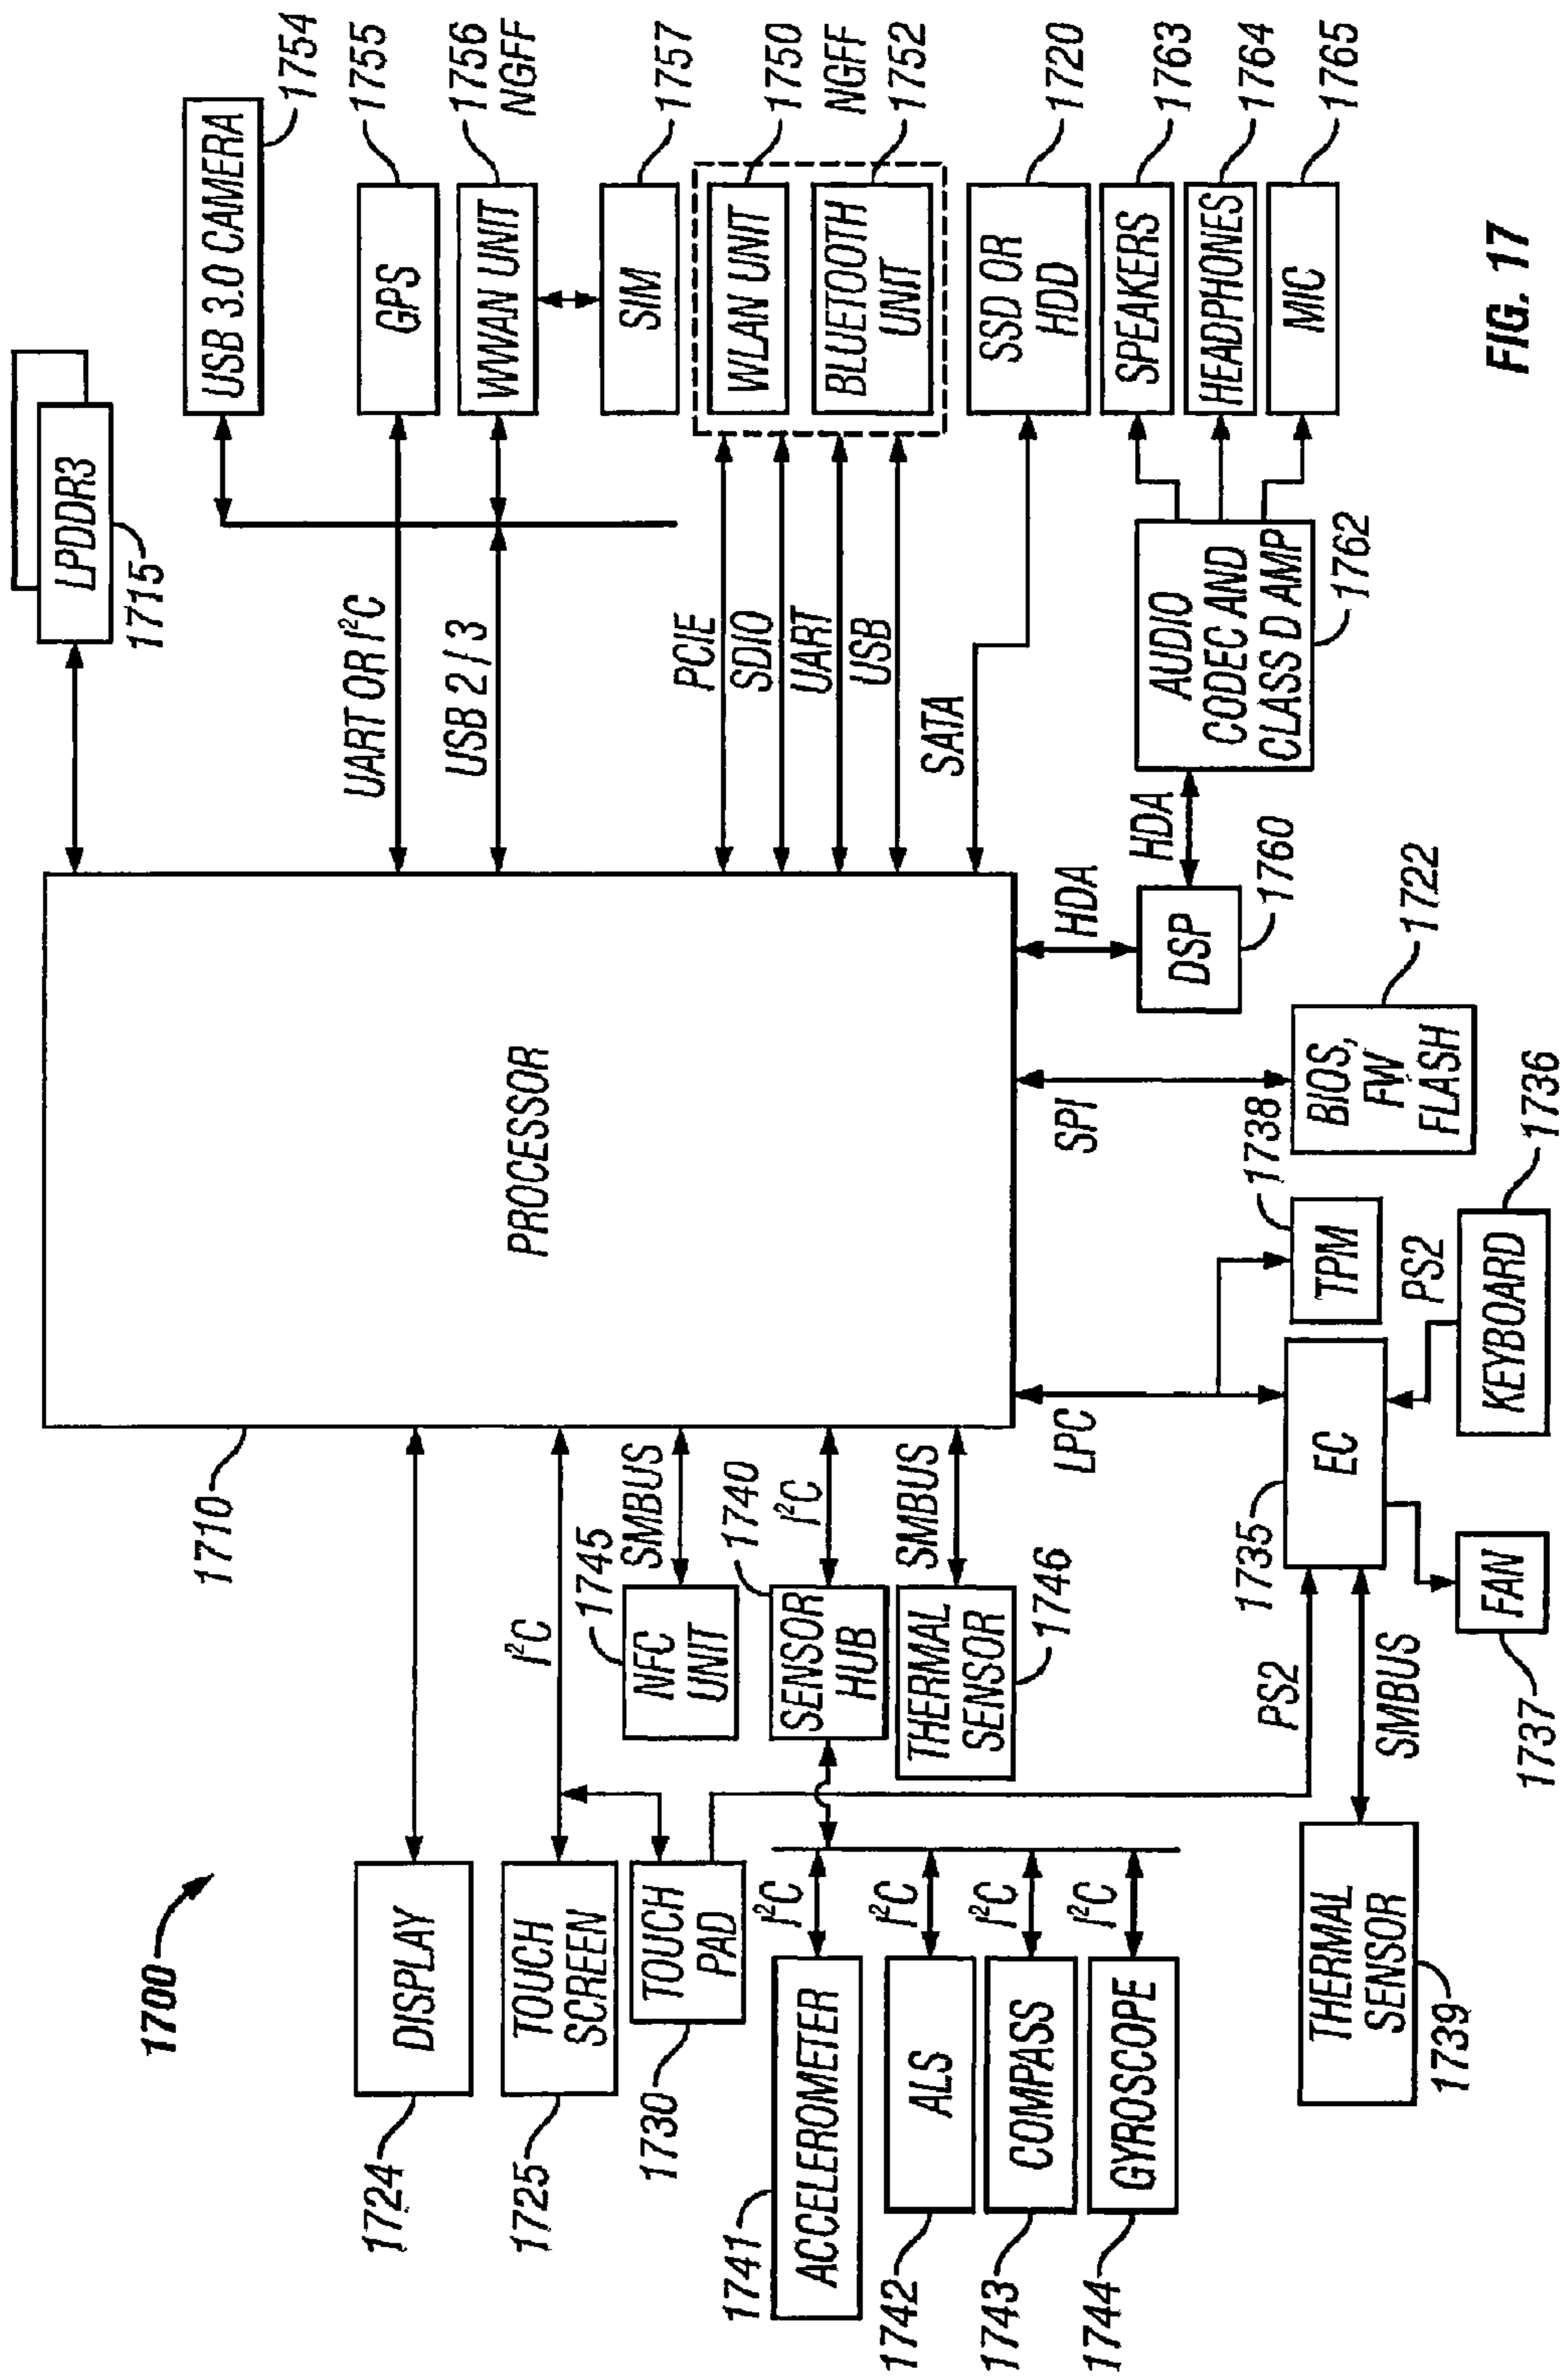 1700
1710
PROCESSOR
LPDDR3
1715
USB 3.0 CAMERA
1754
UART OR I²C
GPS
1755
USB 2 / 3
WWAN UNIT
1756
NGFF
SIM
1757
PCIE
SDIO
UART
USB
WLAN UNIT
1750
NGFF
BLUETOOTH
UNIT
1752
SATA
SSD OR
HDD
1720
SPEAKERS
1763
HEADPHONES
1764
MIC
1765
AUDIO
CODEC AND
CLASS D AMP
1762
HDA
HDA
DSP
1760
SPI
BIOS,
FW
FLASH
1722
LPC
TPM
1738
EC
1735
PS2
KEYBOARD
1736
FAN
1737
PS2
SMBUS
THERMAL
SENSOR
1739
DISPLAY
1724
I²C
TOUCH
SCREEN
1725
TOUCH
PAD
1730
SMBUS
NFC
UNIT
1745
I²C
SENSOR
HUB
1740
SMBUS
THERMAL
SENSOR
1746
I²C
ACCELEROMETER
1741
I²C
ALS
1742
I²C
COMPASS
1743
I²C
GYROSCOPE
1744
FIG. 17